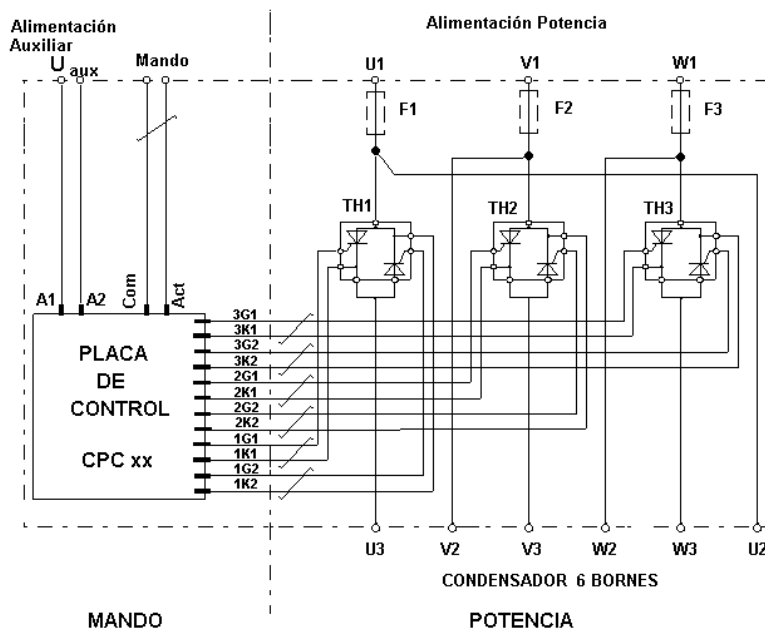 Alimentación
Auxiliar
U aux
Mando
Alimentación Potencia
U1
V1
W1
F1
F2
F3
TH1
TH2
TH3
A1
A2
Com
Act
PLACA
DE
CONTROL
CPC xx
3G1
3K1
3G2
3K2
2G1
2K1
2G2
2K2
1G1
1K1
1G2
1K2
U3
V2
V3
W2
W3
U2
CONDENSADOR 6 BORNES
MANDO
POTENCIA